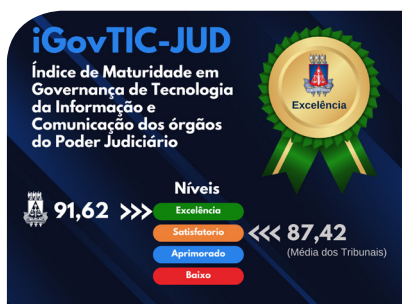 iGovTIC-JUD
Índice de Maturidade em
Governança de Tecnologia
da Informação e
Comunicação dos órgãos
do Poder Judiciário
Excelência
Níveis
91,62 >>> Excelência
Satisfatorio <<< 87,42
(Média dos Tribunais)
Aprimorado
Baixo